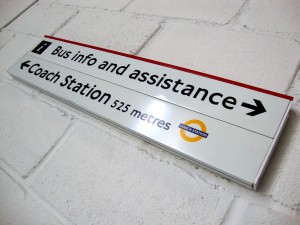 i Bus info and assistance →
← Coach Station 525 metres